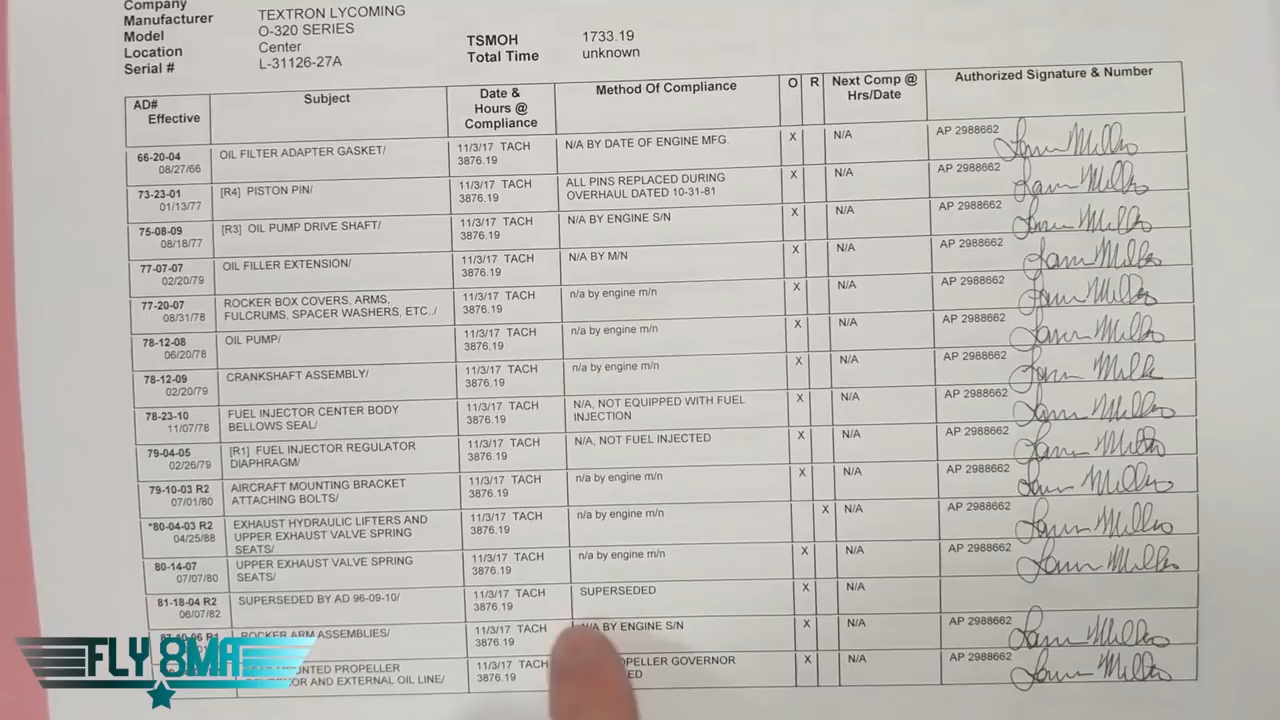 Company
Manufacturer TEXTRON LYCOMING
Model O-320 SERIES
Location Center
Serial # L-31126-27A
TSMOH 1733.19
Total Time unknown
AD# Effective Subject Date & Hours @ Compliance Method Of Compliance O R Next Comp @ Hrs/Date Authorized Signature & Number
66-20-04 OIL FILTER ADAPTER GASKET/ 11/3/17 TACH N/A BY DATE OF ENGINE MFG. X N/A AP 2988662
08/27/66 3876.19
73-23-01 [R4] PISTON PIN/ 11/3/17 TACH ALL PINS REPLACED DURING X N/A AP 2988662
01/13/77 3876.19 OVERHAUL DATED 10-31-81
75-08-09 [R3] OIL PUMP DRIVE SHAFT/ 11/3/17 TACH N/A BY ENGINE S/N X N/A AP 2988662
08/18/77 3876.19
77-07-07 OIL FILLER EXTENSION/ 11/3/17 TACH N/A BY M/N X N/A AP 2988662
02/20/79 3876.19
77-20-07 ROCKER BOX COVERS, ARMS, 11/3/17 TACH n/a by engine m/n X N/A AP 2988662
08/31/78 FULCRUMS, SPACER WASHERS, ETC../ 3876.19
78-12-08 OIL PUMP/ 11/3/17 TACH n/a by engine m/n X N/A AP 2988662
06/20/78 3876.19
78-12-09 CRANKSHAFT ASSEMBLY/ 11/3/17 TACH n/a by engine m/n X N/A AP 2988662
02/20/79 3876.19
78-23-10 FUEL INJECTOR CENTER BODY 11/3/17 TACH N/A, NOT EQUIPPED WITH FUEL X N/A AP 2988662
11/07/78 BELLOWS SEAL/ 3876.19 INJECTION
79-04-05 [R1] FUEL INJECTOR REGULATOR 11/3/17 TACH N/A, NOT FUEL INJECTED X N/A AP 2988662
02/26/79 DIAPHRAGM/ 3876.19
79-10-03 R2 AIRCRAFT MOUNTING BRACKET 11/3/17 TACH n/a by engine m/n X N/A AP 2988662
07/01/80 ATTACHING BOLTS/ 3876.19
*80-04-03 R2 EXHAUST HYDRAULIC LIFTERS AND 11/3/17 TACH n/a by engine m/n X N/A AP 2988662
04/25/88 UPPER EXHAUST VALVE SPRING 3876.19
SEATS/
80-14-07 UPPER EXHAUST VALVE SPRING 11/3/17 TACH n/a by engine m/n X N/A AP 2988662
07/07/80 SEATS/ 3876.19
81-18-04 R2 SUPERSEDED BY AD 96-09-10/ 11/3/17 TACH SUPERSEDED X N/A
06/07/82 3876.19
ROCKER ARM ASSEMBLIES/ 11/3/17 TACH BY ENGINE S/N X N/A AP 2988662
3876.19
PROPELLER 11/3/17 TACH GOVERNOR X N/A AP 2988662
AND EXTERNAL OIL LINE/ 3876.19
FLY 8MA